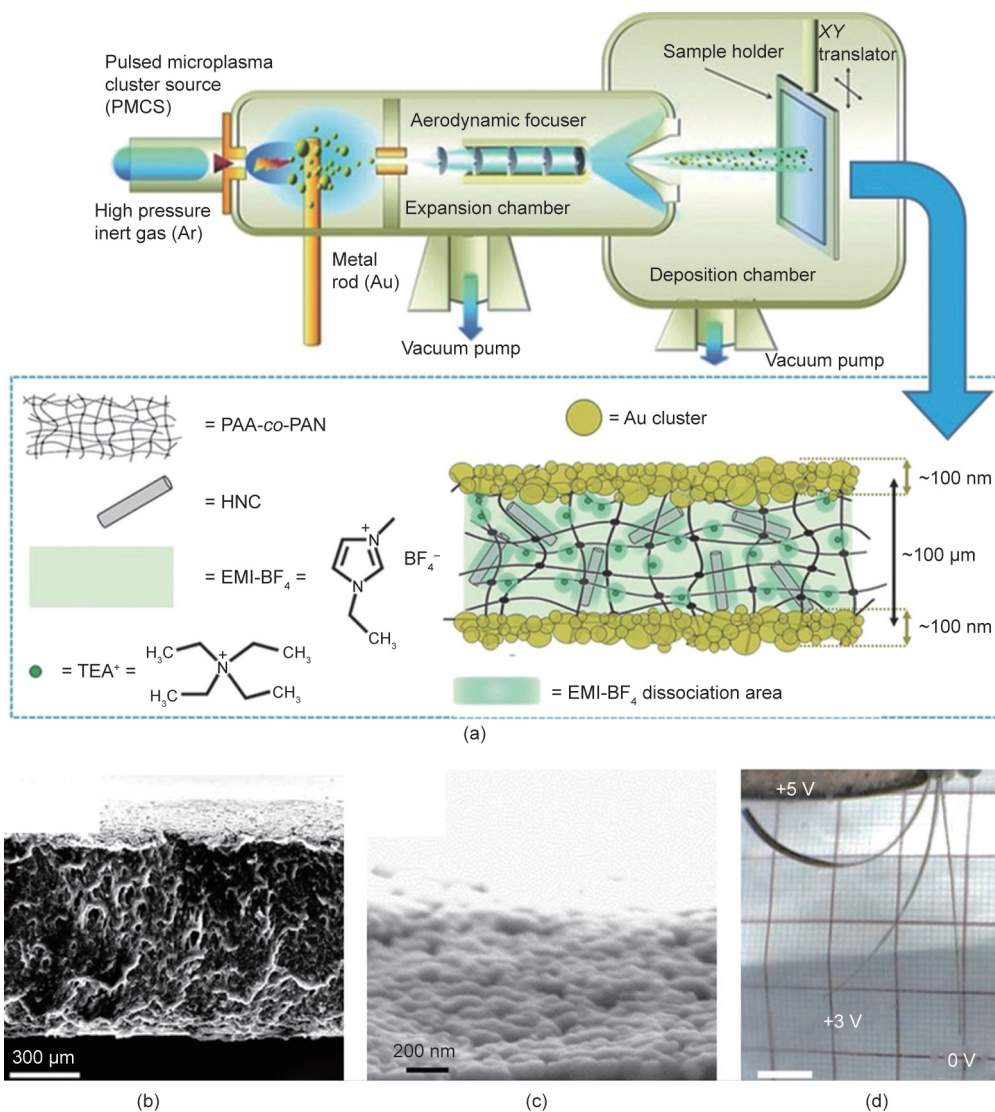 XY
translator
Sample holder
Pulsed microplasma
cluster source
(PMCS)
Aerodynamic focuser
High pressure
inert gas (Ar)
Expansion chamber
Metal
rod (Au)
Deposition chamber
Vacuum pump
Vacuum pump
= PAA-co-PAN
= Au cluster
~100 nm
= HNC
~100 μm
= EMI-BF₄ =
+
N
N
CH₃
BF₄⁻
~100 nm
= TEA⁺ =
H₃C
CH₃
+
N
H₃C
CH₃
= EMI-BF₄ dissociation area
(a)
+5 V
+3 V
0 V
300 μm
200 nm
(b)
(c)
(d)